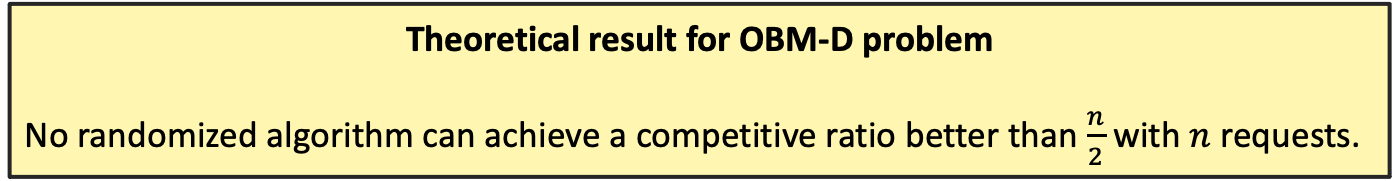 Theoretical result for OBM-D problem
No randomized algorithm can achieve a competitive ratio better than n/2 with n requests.